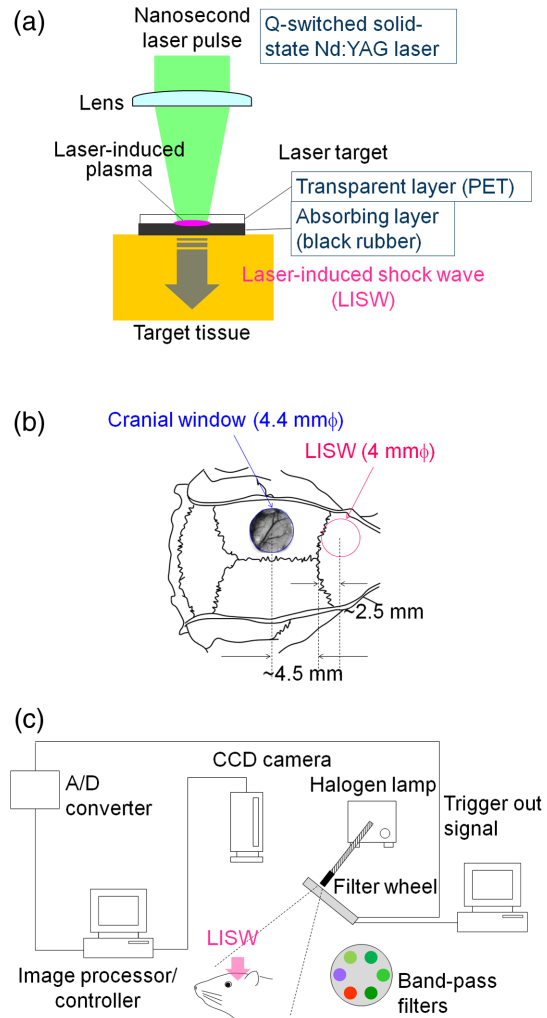 (a)
Nanosecond
laser pulse
Q-switched solid-
state Nd:YAG laser
Lens
Laser-induced
plasma
Laser target
Transparent layer (PET)
Absorbing layer
(black rubber)
Laser-induced shock wave
(LISW)
Target tissue
(b)
Cranial window (4.4 mmϕ)
LISW (4 mmϕ)
~2.5 mm
~4.5 mm
(c)
CCD camera
A/D
converter
Halogen lamp
Trigger out
signal
Filter wheel
LISW
Image processor/
controller
Band-pass
filters